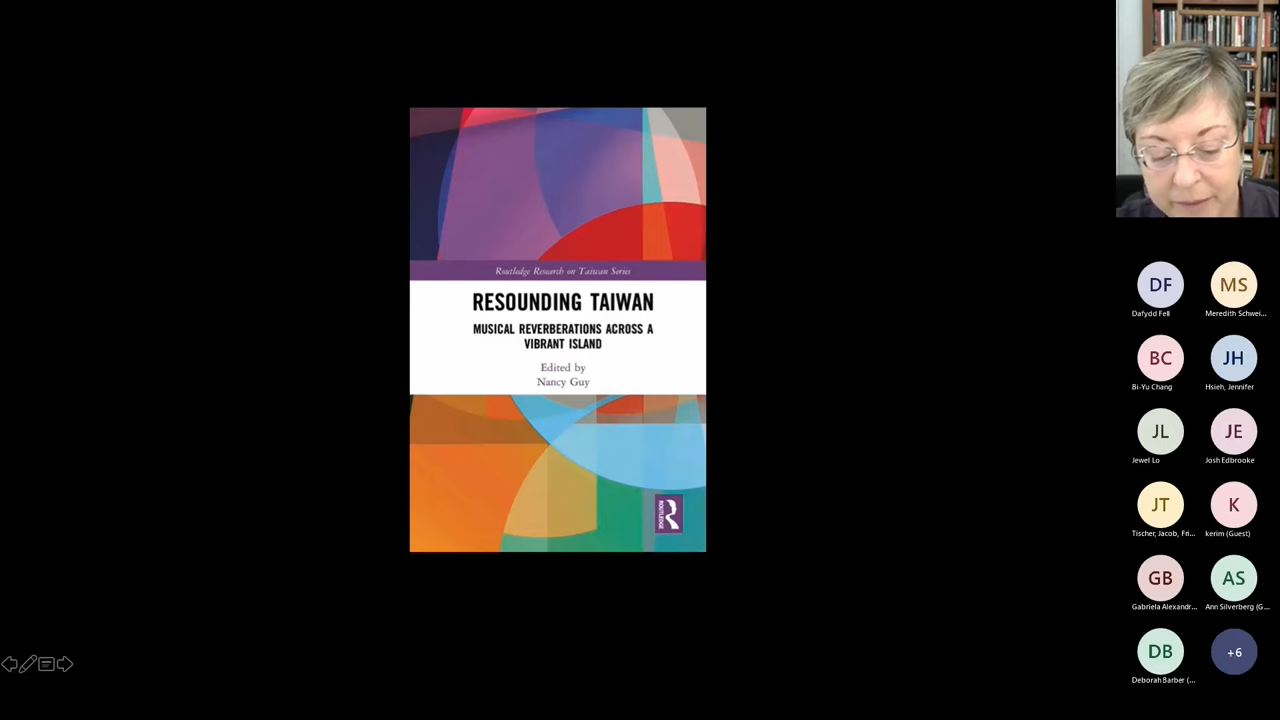 Routledge Research on Taiwan Series
RESOUNDING TAIWAN
MUSICAL REVERBERATIONS ACROSS A
VIBRANT ISLAND
Edited by
Nancy Guy
ROUTLEDGE
DF
Dafydd Fell
MS
Meredith Schwei...
BC
Bi-Yu Chang
JH
Hsieh, Jennifer
JL
Jewel Lo
JE
Josh Edbrooke
JT
Tischer, Jacob, Fri...
K
kerim (Guest)
GB
Gabriela Alexandr...
AS
Ann Silverberg (G...
DB
Deborah Barber (...
+6